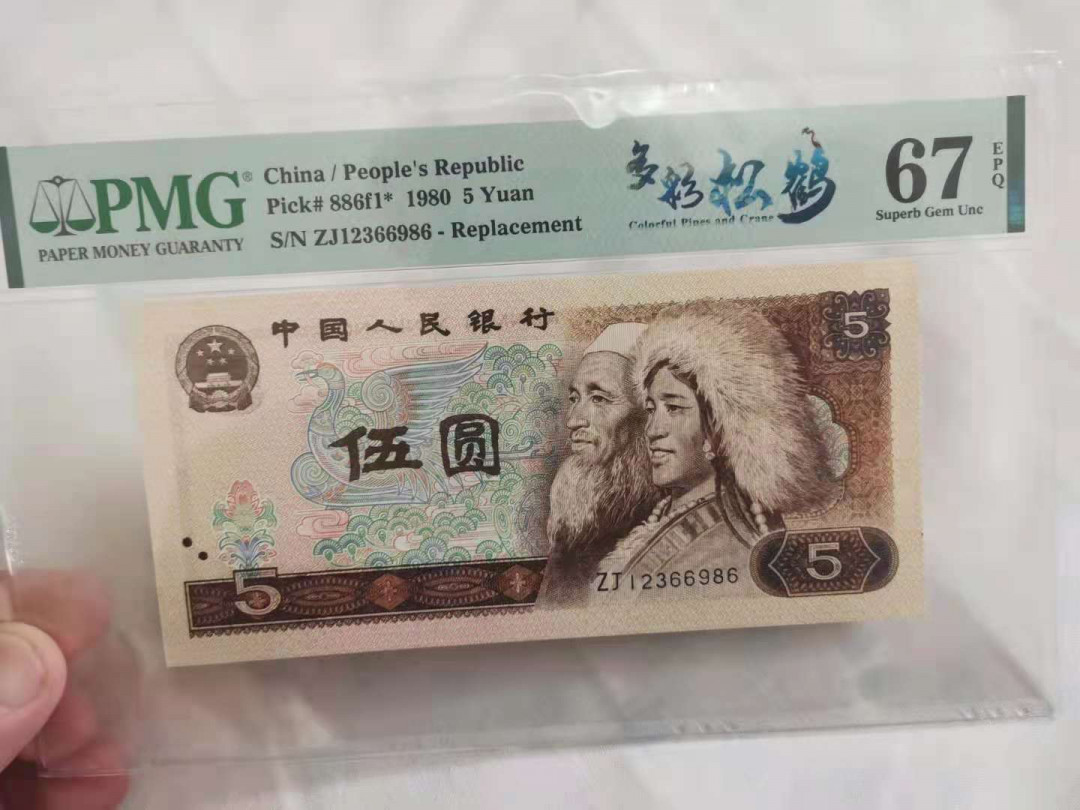 PMG®
PAPER MONEY GUARANTY
China / People's Republic
Pick# 886f1* 1980 5 Yuan
S/N ZJ12366986 - Replacement
多彩松鹤
Colorful Pines and Crane
67
EPQ
Superb Gem Unc
中国人民银行
5
伍圆
5
ZJ12366986
5